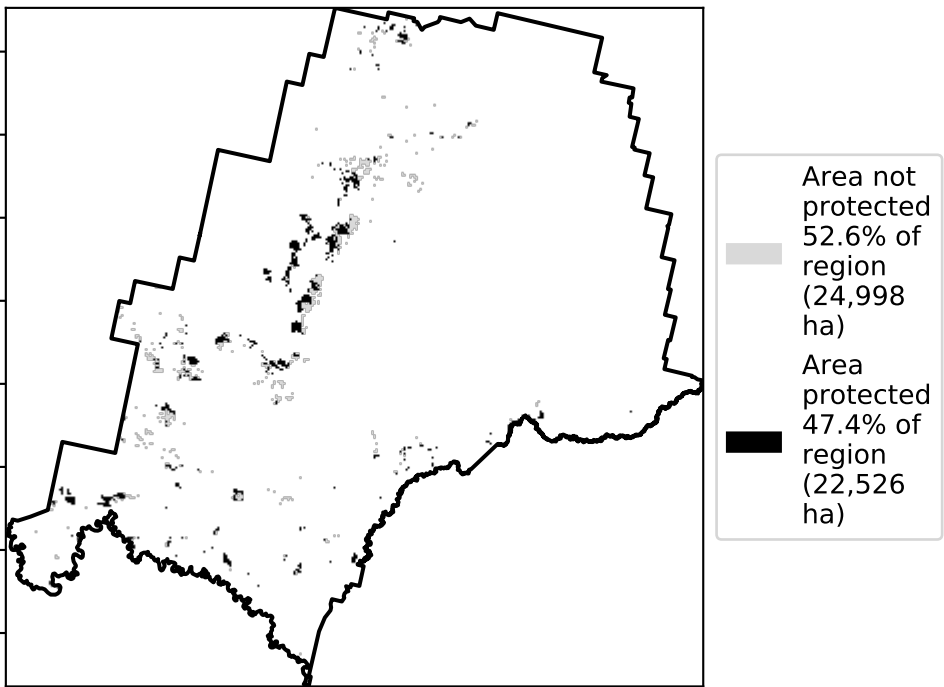 Area not
protected
52.6% of
region
(24,998
ha)
Area
protected
47.4% of
region
(22,526
ha)